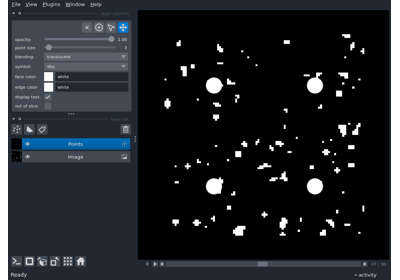 File View Plugins Window Help
opacity: 1.00
point size: 3
blending: translucent
symbol: disc
face color: white
edge color: white
display text:
out of slice:
Points
Image
0
Ready
activity